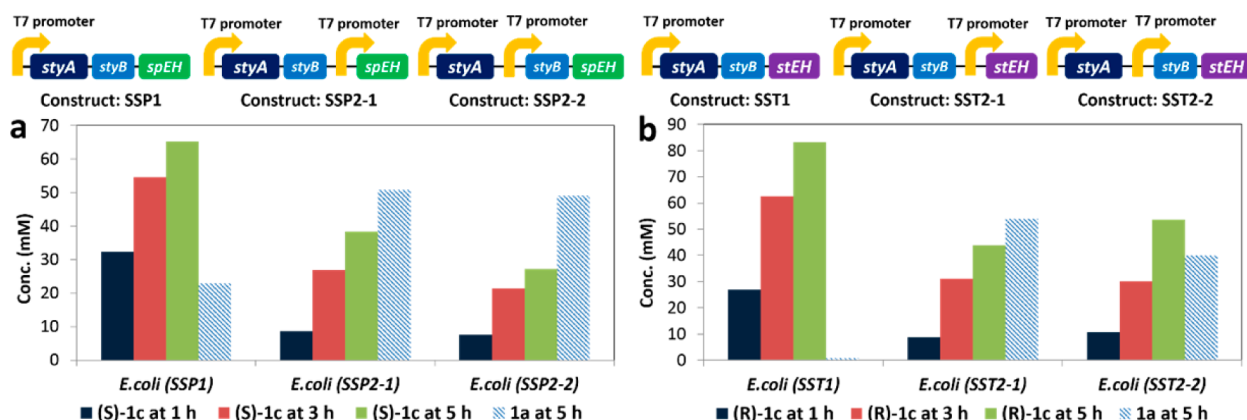 T7 promoter T7 promoter T7 promoter T7 promoter T7 promoter T7 promoter T7 promoter T7 promoter T7 promoter T7 promoter
styA styB spEH styA styB spEH styA styB spEH styA styB stEH styA styB stEH styA styB stEH
Construct: SSP1 Construct: SSP2-1 Construct: SSP2-2 Construct: SST1 Construct: SST2-1 Construct: SST2-2
a
Conc. (mM)
70
60
50
40
30
20
10
0
E.coli (SSP1) E.coli (SSP2-1) E.coli (SSP2-2)
(S)-1c at 1 h (S)-1c at 3 h (S)-1c at 5 h 1a at 5 h
b
Conc. (mM)
90
80
70
60
50
40
30
20
10
0
E.coli (SST1) E.coli (SST2-1) E.coli (SST2-2)
(R)-1c at 1 h (R)-1c at 3 h (R)-1c at 5 h 1a at 5 h